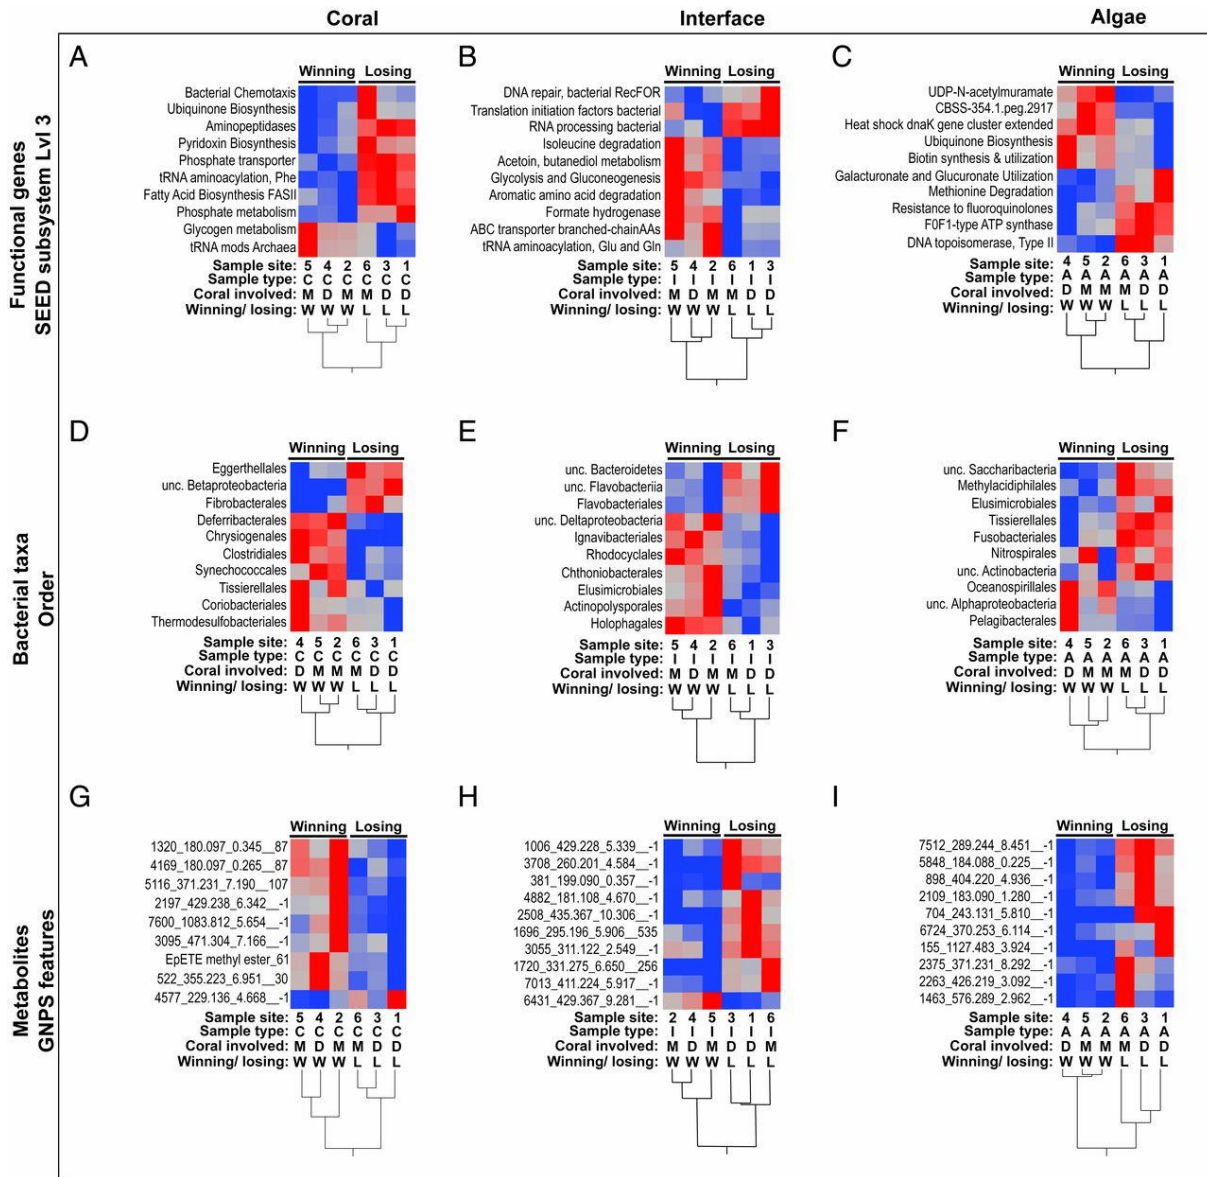 Coral Interface Algae
Functional genes
SEED subsystem Lvl 3
A
Winning Losing
Bacterial Chemotaxis
Ubiquinone Biosynthesis
Aminopeptidases
Pyridoxin Biosynthesis
Phosphate transporter
tRNA aminoacylation, Phe
Fatty Acid Biosynthesis FASII
Phosphate metabolism
Glycogen metabolism
tRNA mods Archaea
Sample site: 5 4 2 6 3 1
Sample type: C C C C C C
Coral involved: M D M M D D
Winning/ losing: W W W L L L
B
Winning Losing
DNA repair, bacterial RecFOR
Translation initiation factors bacterial
RNA processing bacterial
Isoleucine degradation
Acetoin, butanediol metabolism
Glycolysis and Gluconeogenesis
Aromatic amino acid degradation
Formate hydrogenase
ABC transporter branched-chainAAs
tRNA aminoacylation, Glu and Gln
Sample site: 5 4 2 6 1 3
Sample type: I I I I I I
Coral involved: M D M M D D
Winning/ losing: W W W L L L
C
Winning Losing
UDP-N-acetylmuramate
CBSS-354.1.peg.2917
Heat shock dnaK gene cluster extended
Ubiquinone Biosynthesis
Biotin synthesis & utilization
Galacturonate and Glucuronate Utilization
Methionine Degradation
Resistance to fluoroquinolones
F0F1-type ATP synthase
DNA topoisomerase, Type II
Sample site: 4 5 2 6 3 1
Sample type: A A A A A A
Coral involved: D M M M D D
Winning/ losing: W W W L L L
Bacterial taxa
Order
D
Winning Losing
Eggerthellales
unc. Betaproteobacteria
Fibrobacterales
Deferribacterales
Chrysiogenales
Clostridiales
Synechococcales
Tissierellales
Coriobacteriales
Thermodesulfobacteriales
Sample site: 4 5 2 6 3 1
Sample type: C C C C C C
Coral involved: D M M M D D
Winning/ losing: W W W L L L
E
Winning Losing
unc. Bacteroidetes
unc. Flavobacteriia
Flavobacteriales
unc. Deltaproteobacteria
Ignavibacteriales
Rhodocyclales
Chthoniobacterales
Elusimicrobiales
Actinopolysporales
Holophagales
Sample site: 5 4 2 6 1 3
Sample type: I I I I I I
Coral involved: M D M M D D
Winning/ losing: W W W L L L
F
Winning Losing
unc. Saccharibacteria
Methylacidiphilales
Elusimicrobiales
Tissierellales
Fusobacteriales
Nitrospirales
unc. Actinobacteria
Oceanospirillales
unc. Alphaproteobacteria
Pelagibacterales
Sample site: 4 5 2 6 3 1
Sample type: A A A A A A
Coral involved: D M M M D D
Winning/ losing: W W W L L L
Metabolites
GNPS features
G
Winning Losing
1320_180.097_0.345__87
4169_180.097_0.265__87
5116_371.231_7.190__107
2197_429.238_6.342__-1
7600_1083.812_5.654__-1
3095_471.304_7.166__-1
EpETE methyl ester_61
522_355.223_6.951__30
4577_229.136_4.668__-1
Sample site: 5 4 2 6 3 1
Sample type: C C C C C C
Coral involved: M D M M D D
Winning/ losing: W W W L L L
H
Winning Losing
1006_429.228_5.339__-1
3708_260.201_4.584__-1
381_199.090_0.357__-1
4882_181.108_4.670__-1
2508_435.367_10.306__-1
1696_295.196_5.906__535
3055_311.122_2.549__-1
1720_331.275_6.650__256
7013_411.224_5.917__-1
6431_429.367_9.281__-1
Sample site: 2 4 5 3 1 6
Sample type: I I I I I I
Coral involved: M D M D D M
Winning/ losing: W W W L L L
I
Winning Losing
7512_289.244_8.451__-1
5848_184.088_0.225__-1
898_404.220_4.936__-1
2109_183.090_1.280__-1
704_243.131_5.810__-1
6724_370.253_6.114__-1
155_1127.483_3.924__-1
2375_371.231_8.292__-1
2263_426.219_3.092__-1
1463_576.289_2.962__-1
Sample site: 4 5 2 6 3 1
Sample type: A A A A A A
Coral involved: D M M M D D
Winning/ losing: W W W L L L